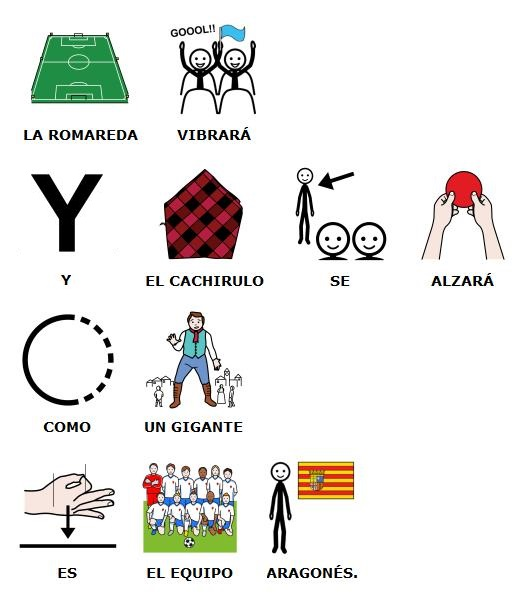 GOOOL!!
LA ROMAREDA VIBRARÁ
Y
Y EL CACHIRULO SE ALZARÁ
COMO UN GIGANTE
ES EL EQUIPO ARAGONÉS.